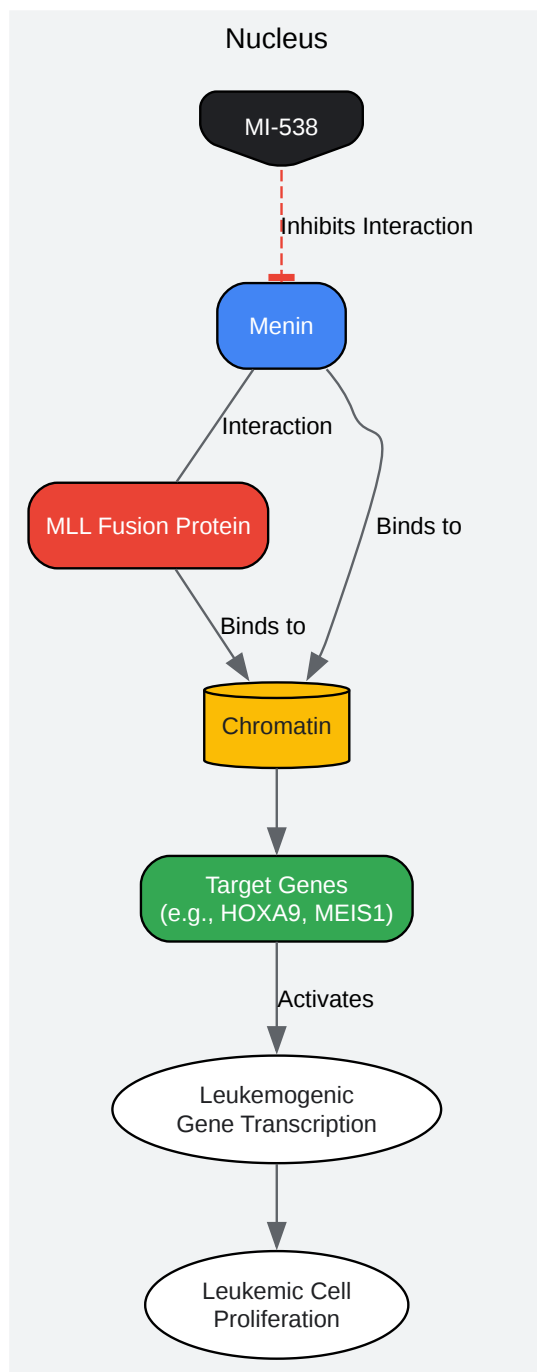 Nucleus
MI-538
Inhibits Interaction
Menin
Interaction
MLL Fusion Protein
Binds to
Binds to
Chromatin
Target Genes
(e.g., HOXA9, MEIS1)
Activates
Leukemogenic
Gene Transcription
Leukemic Cell
Proliferation